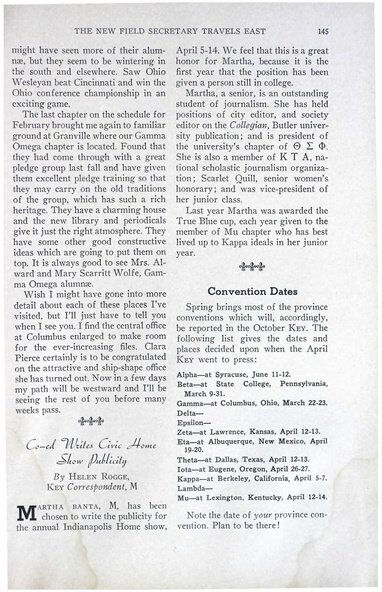 THE NEW FIELD SECRETARY TRAVELS EAST 145
might have seen more of their alum-
næ, but they seem to be wintering in
the south and elsewhere. Saw Ohio
Wesleyan beat Cincinnati and win the
Ohio conference championship in an
exciting game.
The last chapter on the schedule for
February brought me again to familiar
ground at Granville where our Gamma
Omega chapter is located. Found that
they had come through with a great
pledge group last fall and have given
them excellent pledge training so that
they may carry on the old traditions
of the group, which has such a rich
heritage. They have a charming house
and the new library and periodicals
give it just the right atmosphere. They
have some other good constructive
ideas which are going to put them on
top. It is always good to see Mrs. Al-
ward and Mary Scarritt Wolfe, Gam-
ma Omega alumnæ.
Wish I might have gone into more
detail about each of these places I've
visited, but I'll just have to tell you
when I see you. I find the central office
at Columbus enlarged to make room
for the ever-increasing files. Clara
Pierce certainly is to be congratulated
on the attractive and ship-shape office
she has turned out. Now in a few days
my path will be westward and I'll be
seeing the rest of you before many
weeks pass.
Co-ed Writes Civic Home
Show Publicity
By HELEN ROGGE,
KEY Correspondent, M
MARTHA BANTA, M, has been
chosen to write the publicity for
the annual Indianapolis Home show,
April 5-14. We feel that this is a great
honor for Martha, because it is the
first year that the position has been
given a person still in college.
Martha, a senior, is an outstanding
student of journalism. She has held
positions of city editor, and society
editor on the Collegian, Butler univer-
sity publication; and is president of
the university's chapter of Θ Σ Φ.
She is also a member of K T A, na-
tional scholastic journalism organiza-
tion; Scarlet Quill, senior women's
honorary; and was vice-president of
her junior class.
Last year Martha was awarded the
True Blue cup, each year given to the
member of Mu chapter who has best
lived up to Kappa ideals in her junior
year.
Convention Dates
Spring brings most of the province
conventions which will, accordingly,
be reported in the October KEY. The
following list gives the dates and
places decided upon when the April
KEY went to press:
Alpha—at Syracuse, June 11-12.
Beta—at State College, Pennsylvania,
March 9-31.
Gamma—at Columbus, Ohio, March 22-23.
Delta—
Epsilon—
Zeta—at Lawrence, Kansas, April 12-13.
Eta—at Albuquerque, New Mexico, April
19-20.
Theta—at Dallas, Texas, April 12-13.
Iota—at Eugene, Oregon, April 26-27.
Kappa—at Berkeley, California, April 5-7.
Lambda—
Mu—at Lexington, Kentucky, April 12-14.
Note the date of your province con-
vention. Plan to be there!